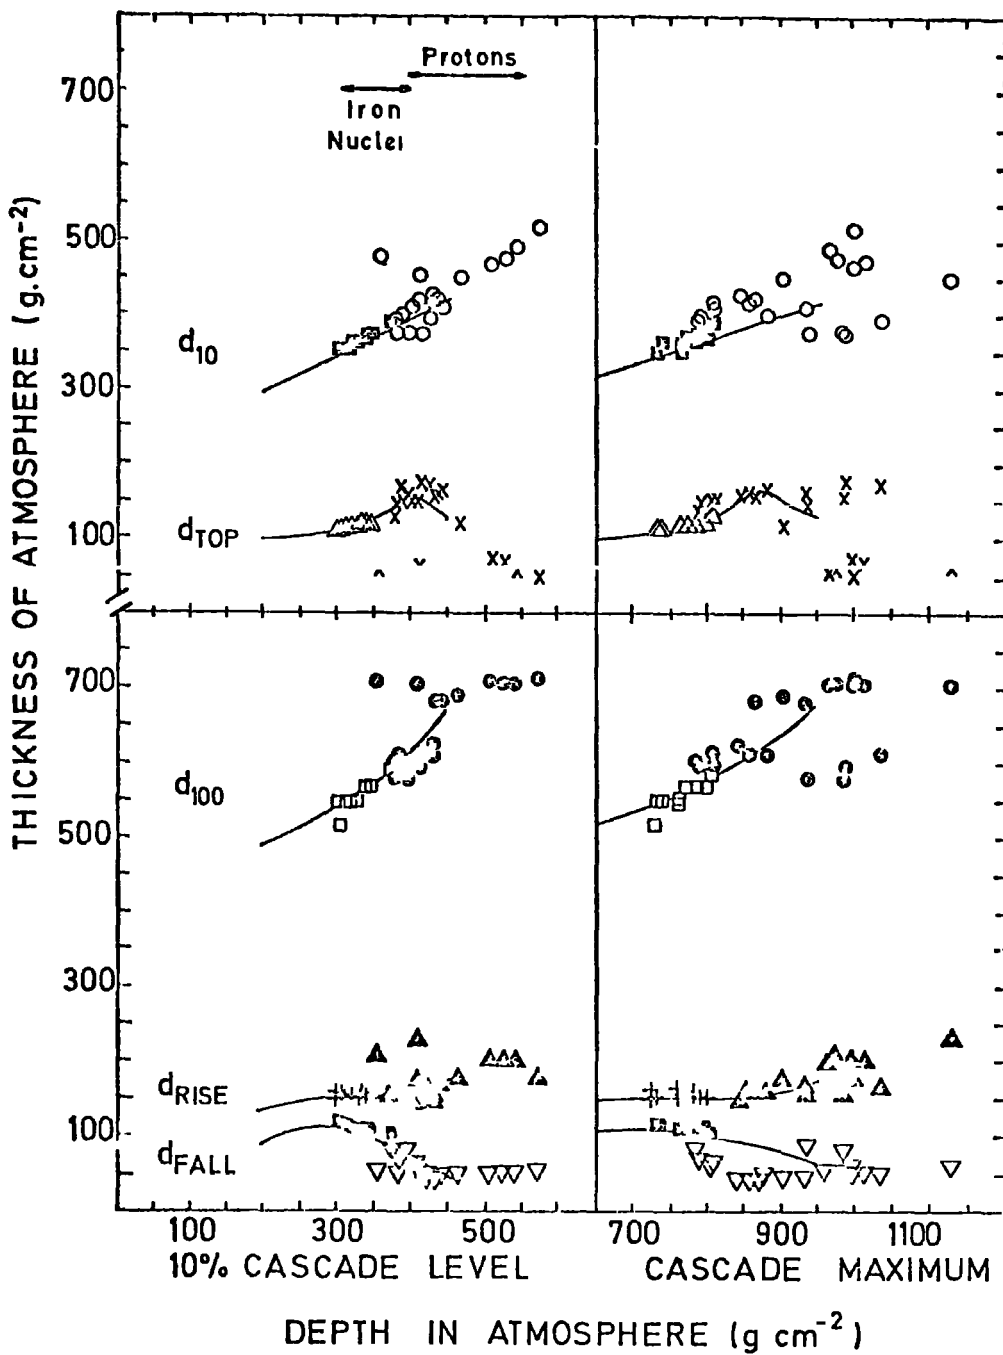 THICKNESS OF ATMOSPHERE (g.cm⁻²)
700
500
300
100
700
500
300
100
Protons
Iron
Nuclei
d10
dTOP
d100
dRISE
dFALL
100 300 500 700 900 1100
10% CASCADE LEVEL CASCADE MAXIMUM
DEPTH IN ATMOSPHERE (g cm⁻²)